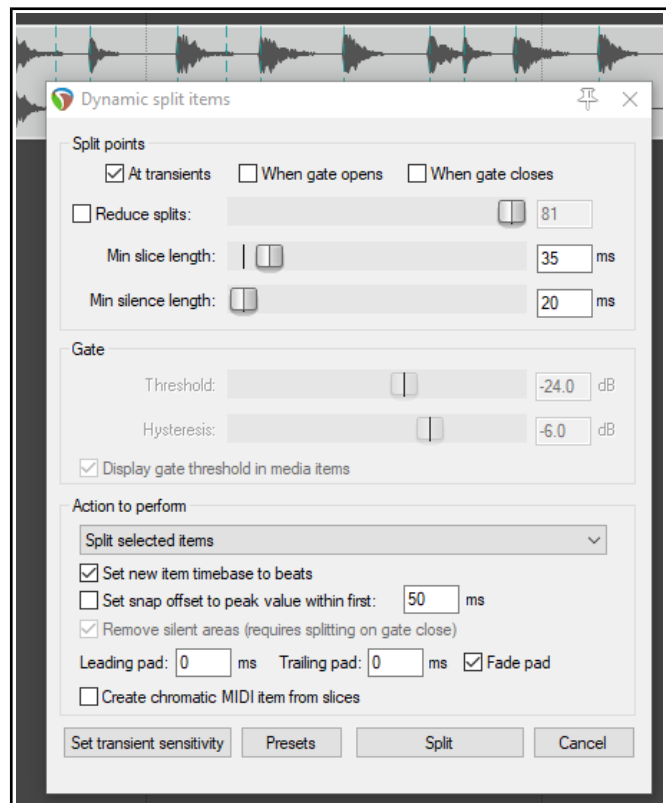 Dynamic split items
Split points
At transients When gate opens When gate closes
Reduce splits: 81
Min slice length: 35 ms
Min silence length: 20 ms
Gate
Threshold: -24.0 dB
Hysteresis: -6.0 dB
Display gate threshold in media items
Action to perform
Split selected items
Set new item timebase to beats
Set snap offset to peak value within first: 50 ms
Remove silent areas (requires splitting on gate close)
Leading pad: 0 ms Trailing pad: 0 ms Fade pad
Create chromatic MIDI item from slices
Set transient sensitivity Presets Split Cancel